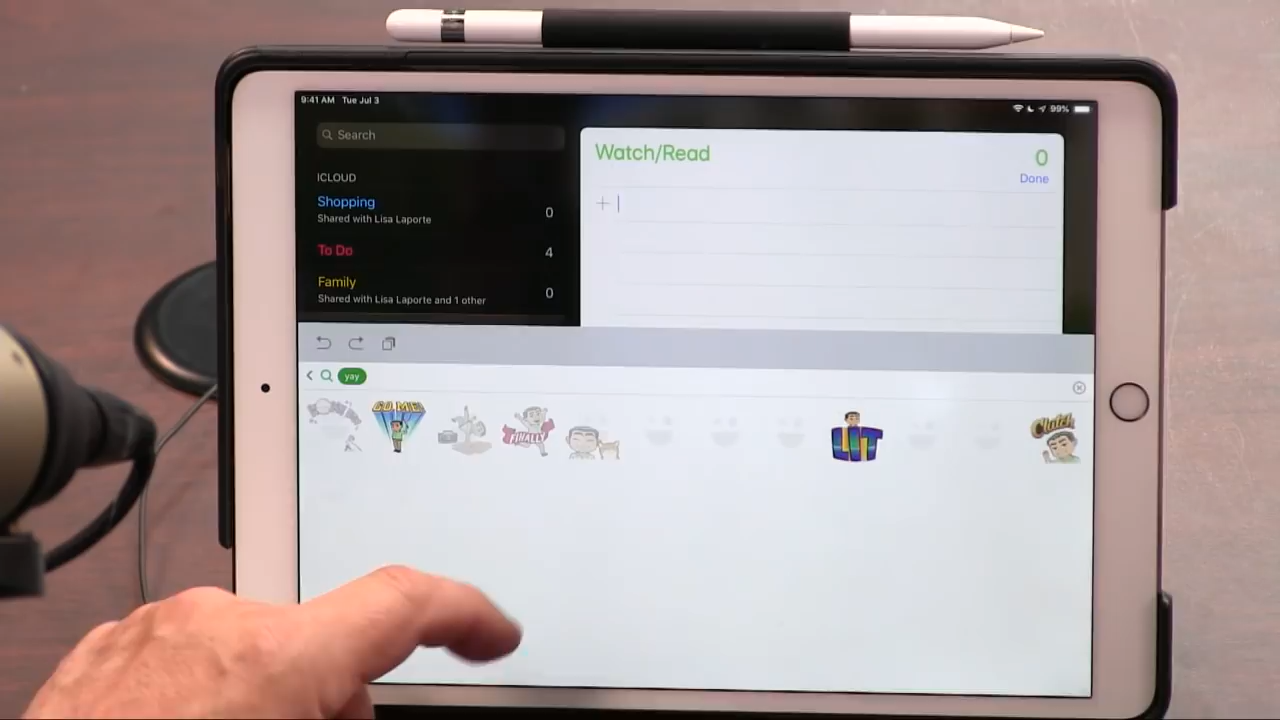 9:41 AM Tue Jul 3
99%
Search
ICLOUD
Shopping
0
Shared with Lisa Laporte
To Do
4
Family
0
Shared with Lisa Laporte and 1 other
Watch/Read
0
Done
yay
GO ME!
FINALLY
LIT
Clutch